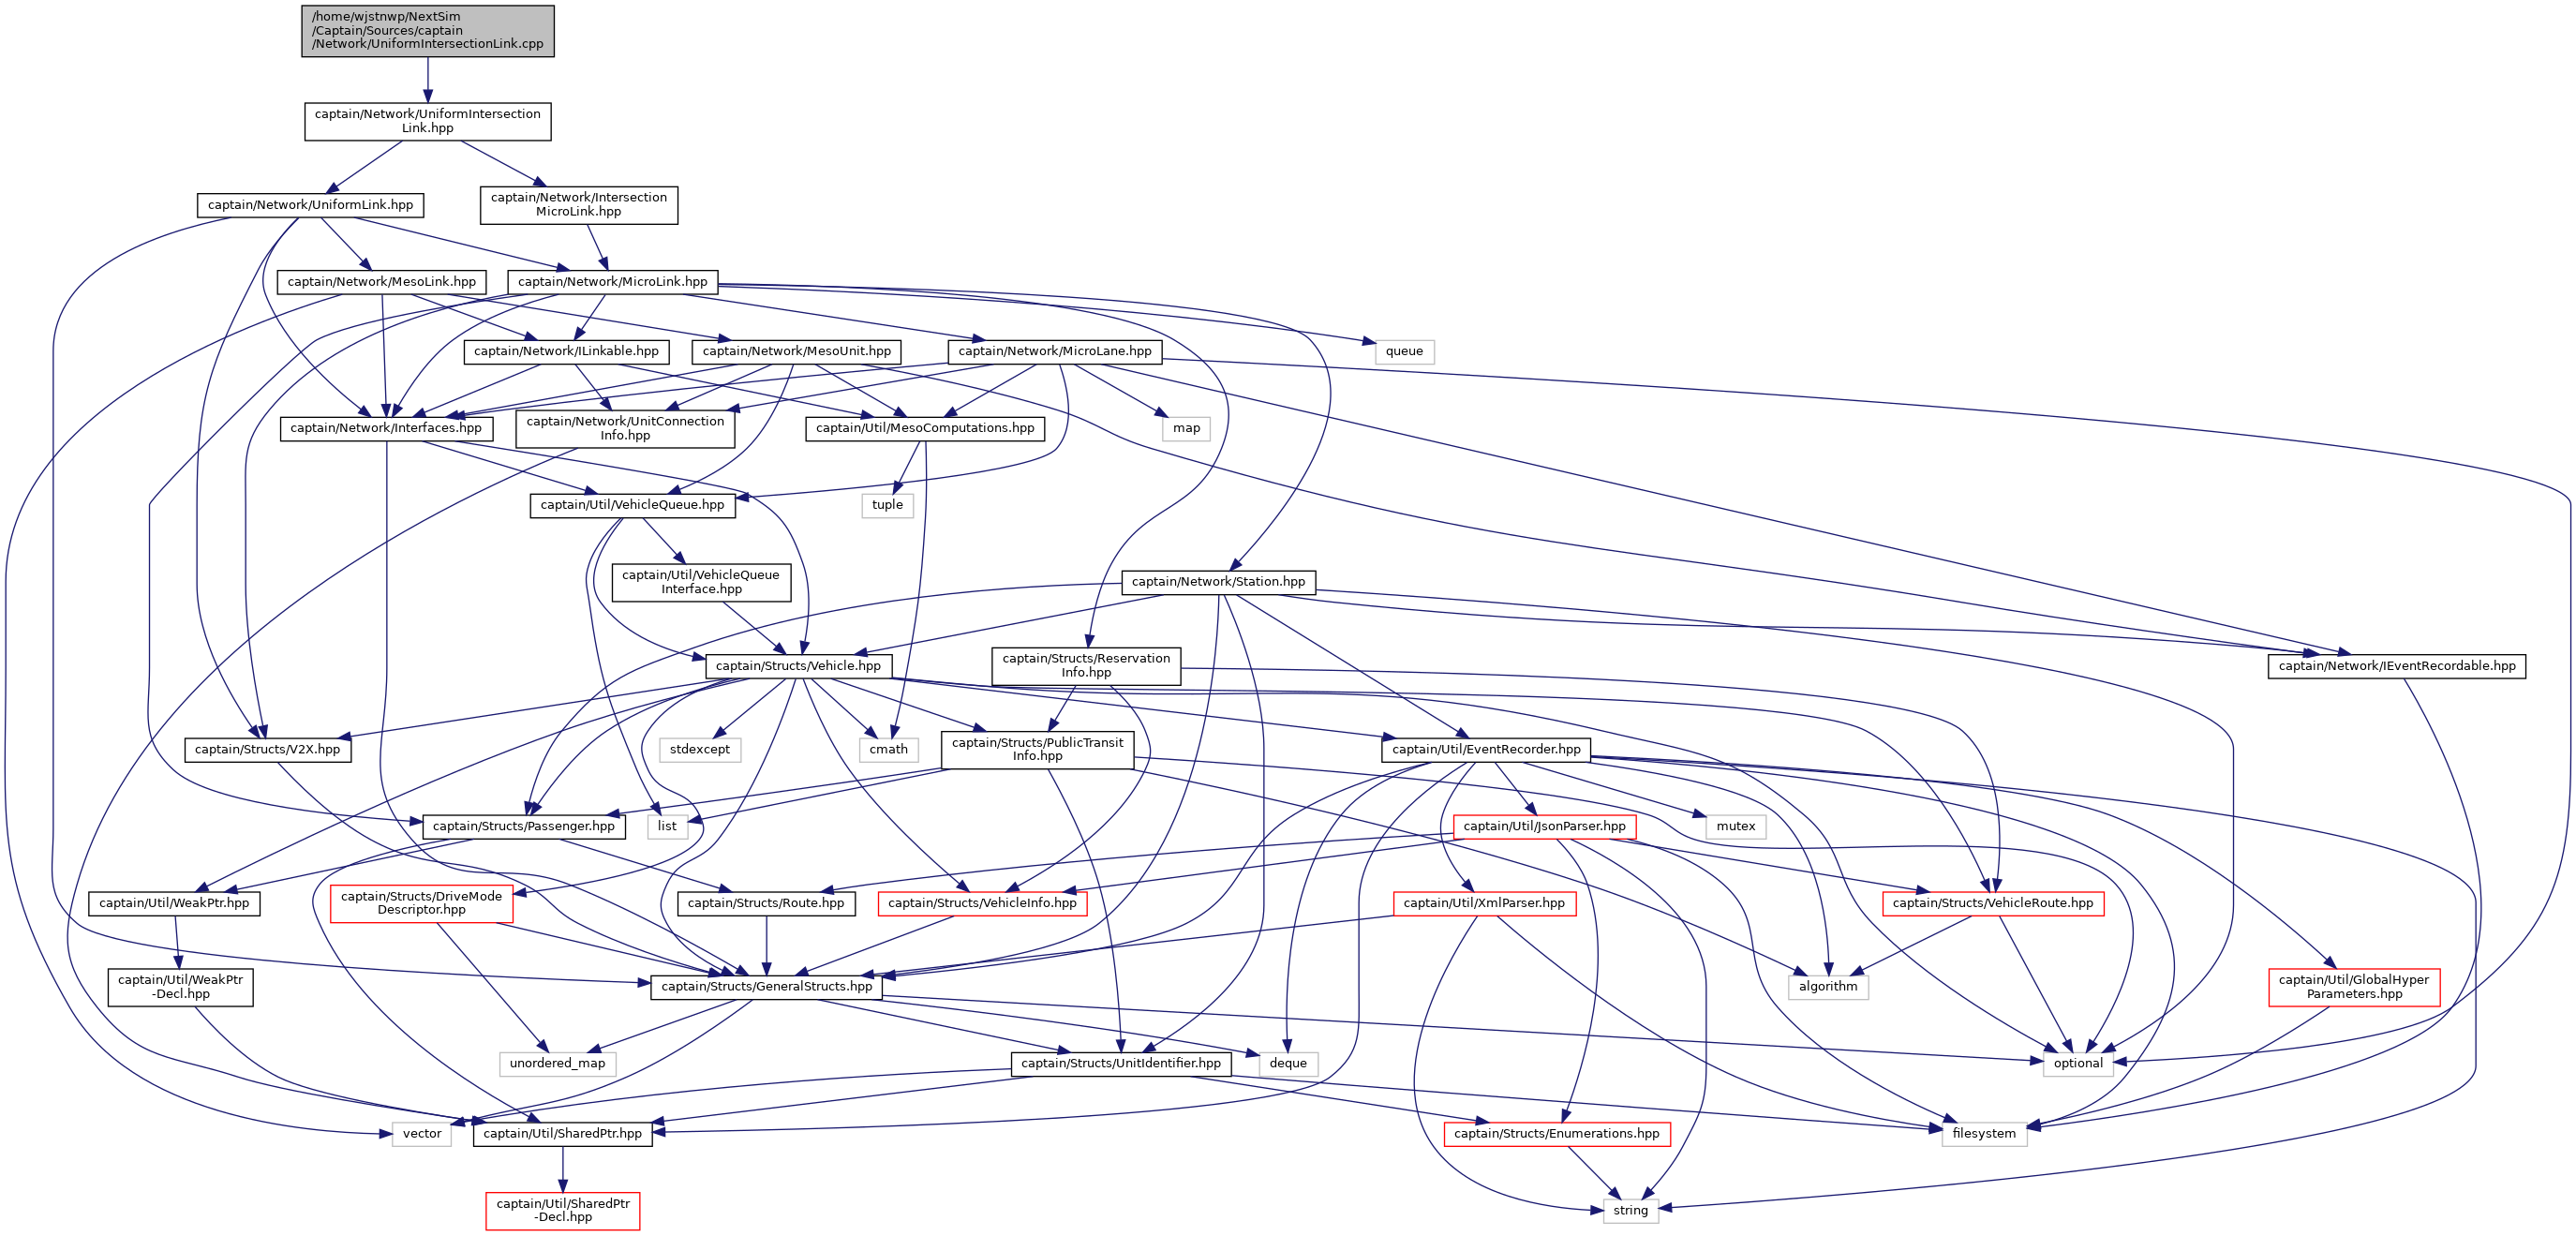 /home/wjstnwp/NextSim
/Captain/Sources/captain
/Network/UniformIntersectionLink.cpp
captain/Network/UniformIntersection
Link.hpp
captain/Network/UniformLink.hpp
captain/Network/Intersection
MicroLink.hpp
captain/Network/MesoLink.hpp
captain/Network/MicroLink.hpp
captain/Network/ILinkable.hpp
captain/Network/MesoUnit.hpp
captain/Network/MicroLane.hpp
queue
captain/Network/Interfaces.hpp
captain/Network/UnitConnection
Info.hpp
captain/Util/MesoComputations.hpp
map
captain/Util/VehicleQueue.hpp
tuple
captain/Util/VehicleQueue
Interface.hpp
captain/Network/Station.hpp
captain/Structs/Vehicle.hpp
captain/Structs/Reservation
Info.hpp
captain/Network/IEventRecordable.hpp
captain/Structs/V2X.hpp
stdexcept
cmath
captain/Structs/PublicTransit
Info.hpp
captain/Util/EventRecorder.hpp
captain/Structs/Passenger.hpp
list
captain/Util/JsonParser.hpp
mutex
captain/Util/WeakPtr.hpp
captain/Structs/DriveMode
Descriptor.hpp
captain/Structs/Route.hpp
captain/Structs/VehicleInfo.hpp
captain/Util/XmlParser.hpp
captain/Structs/VehicleRoute.hpp
captain/Util/WeakPtr
-Decl.hpp
captain/Structs/GeneralStructs.hpp
algorithm
captain/Util/GlobalHyper
Parameters.hpp
unordered_map
captain/Structs/UnitIdentifier.hpp
deque
optional
vector
captain/Util/SharedPtr.hpp
captain/Structs/Enumerations.hpp
filesystem
captain/Util/SharedPtr
-Decl.hpp
string